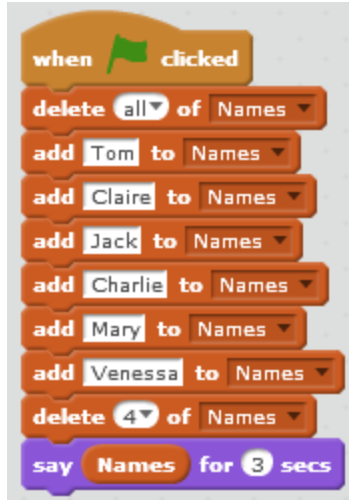 when clicked
delete all of Names
add Tom to Names
add Claire to Names
add Jack to Names
add Charlie to Names
add Mary to Names
add Venessa to Names
delete 4 of Names
say Names for 3 secs